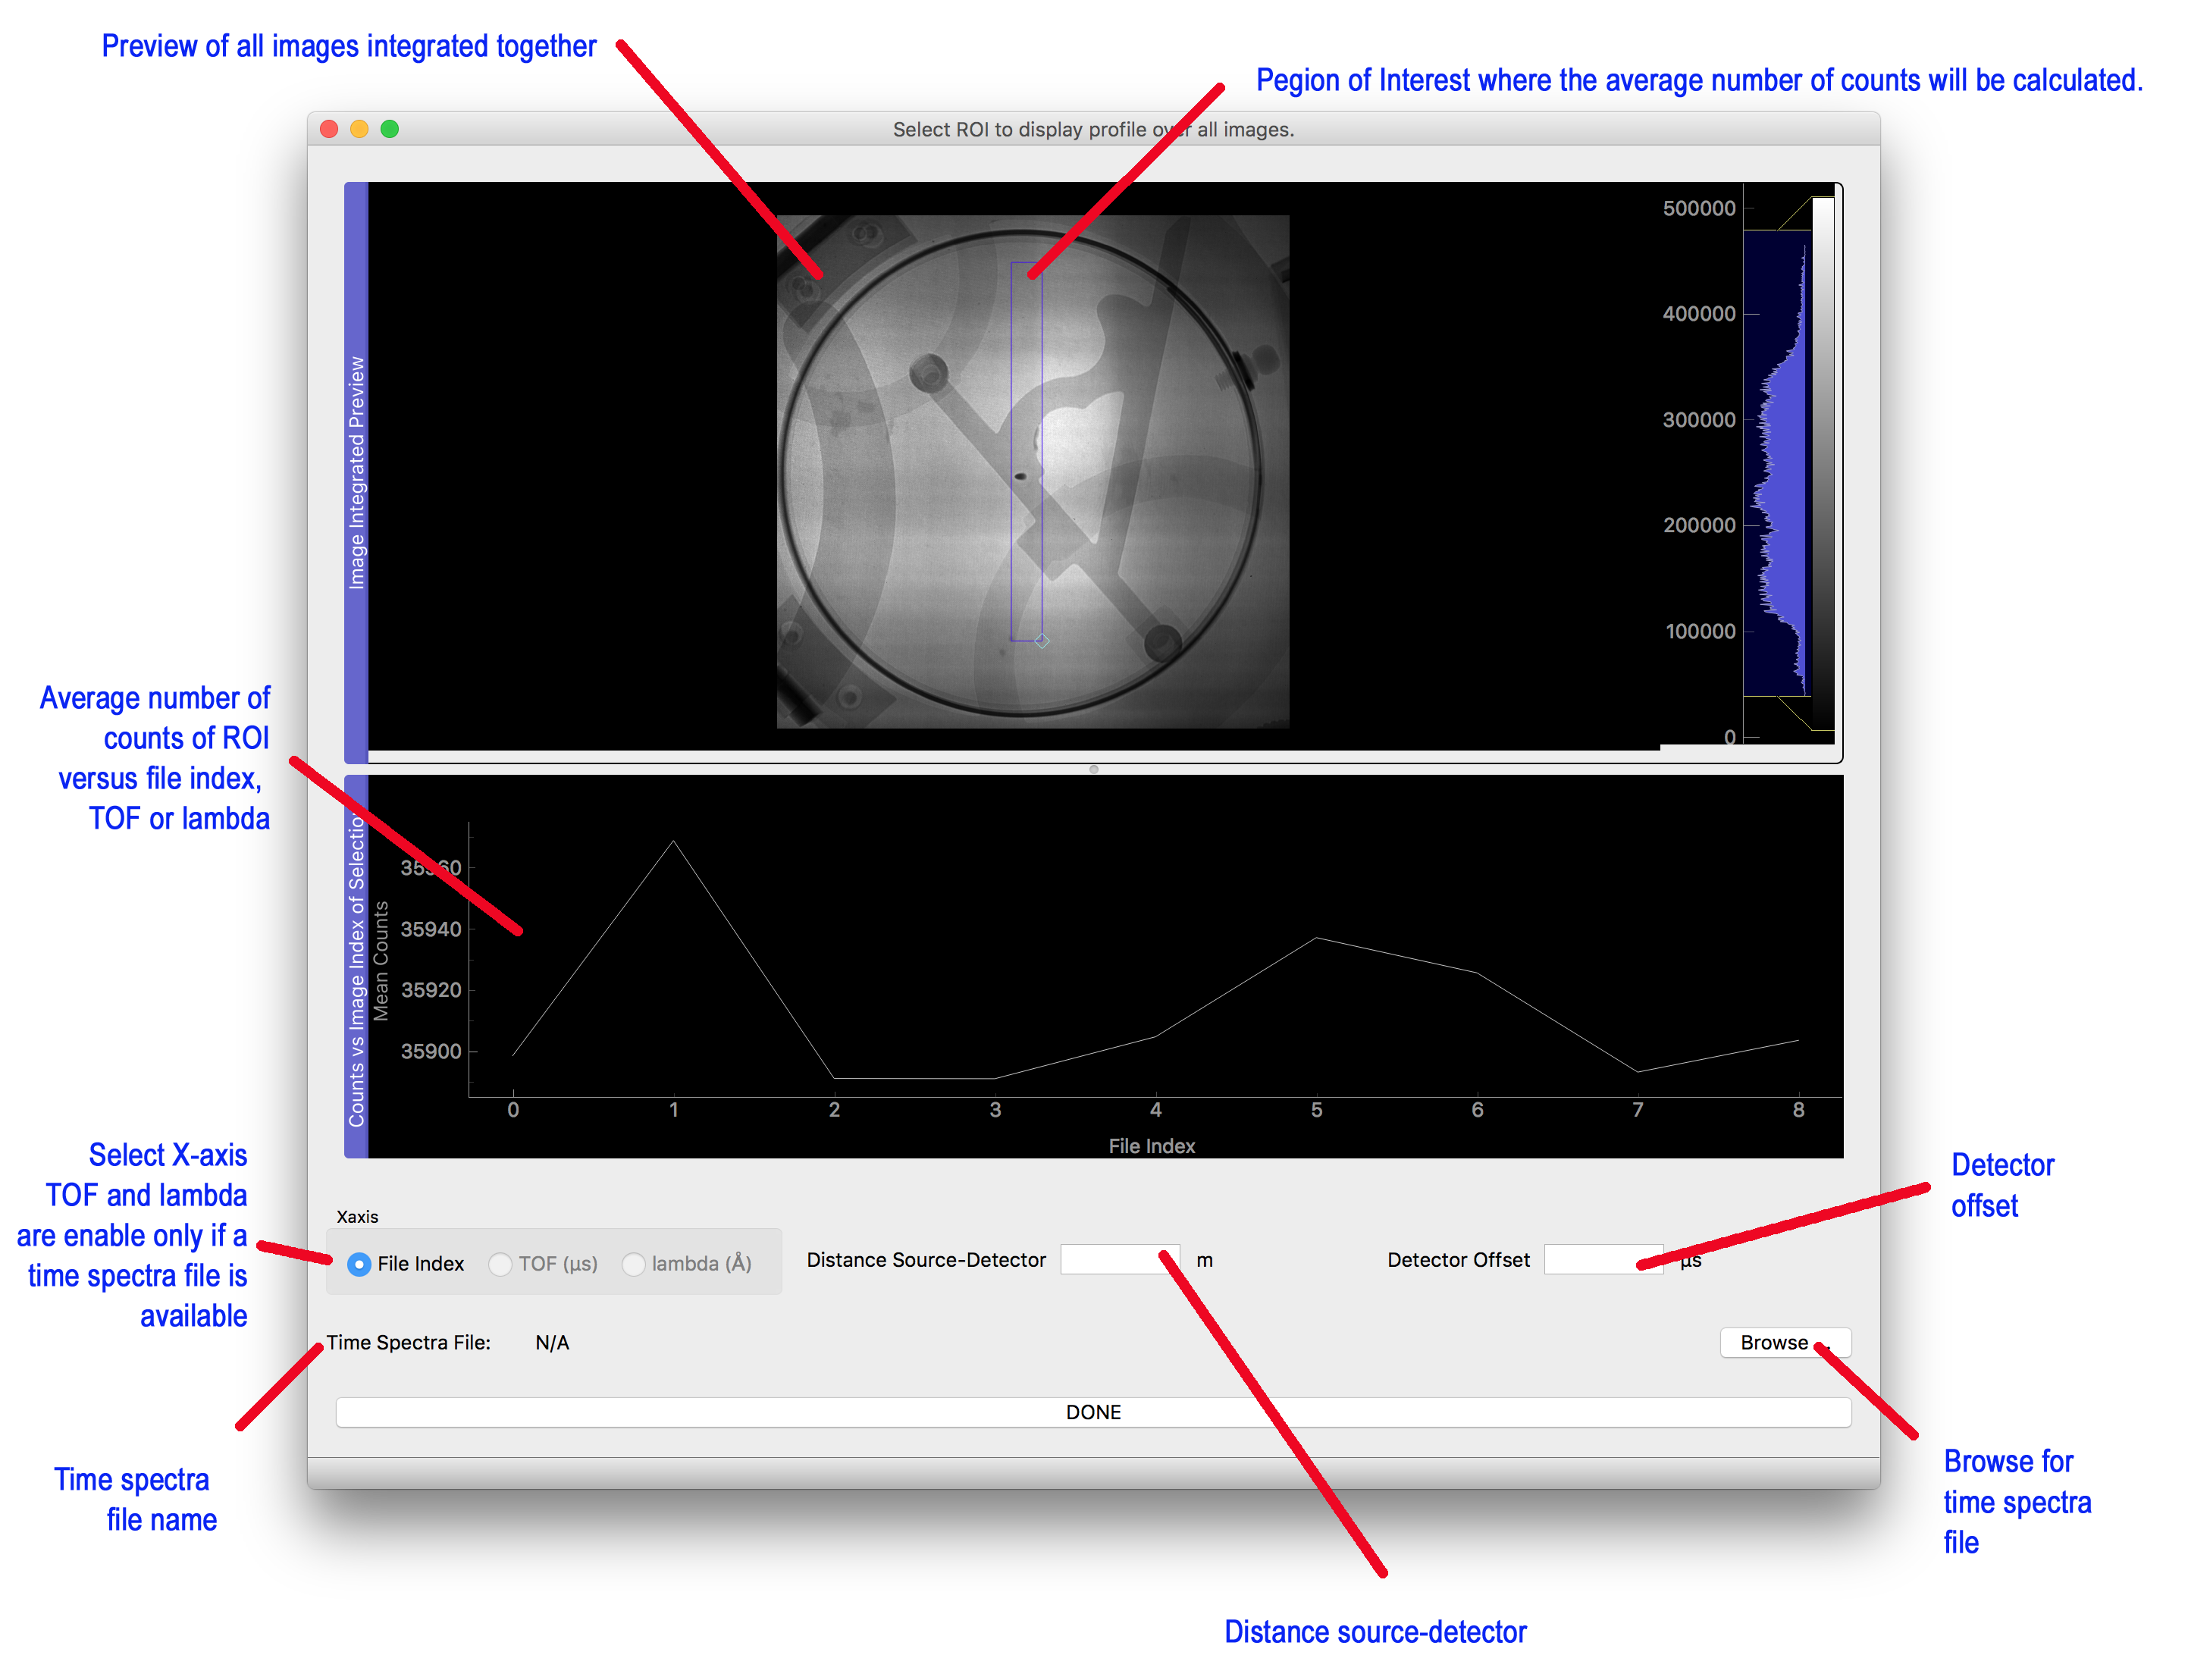 Preview of all images integrated together
Pegion of Interest where the average number of counts will be calculated.
Select ROI to display profile over all images.
Image Integrated Preview
500000
400000
300000
200000
100000
0
Average number of
counts of ROI
versus file index,
TOF or lambda
Counts vs Image Index of Selection
Mean Counts
35960
35940
35920
35900
0 1 2 3 4 5 6 7 8
File Index
Select X-axis
TOF and lambda
are enable only if a
time spectra file is
available
Detector
offset
Xaxis
File Index TOF (µs) lambda (Å) Distance Source-Detector m Detector Offset µs
Time Spectra File: N/A Browse
DONE
Time spectra
file name
Browse for
time spectra
file
Distance source-detector